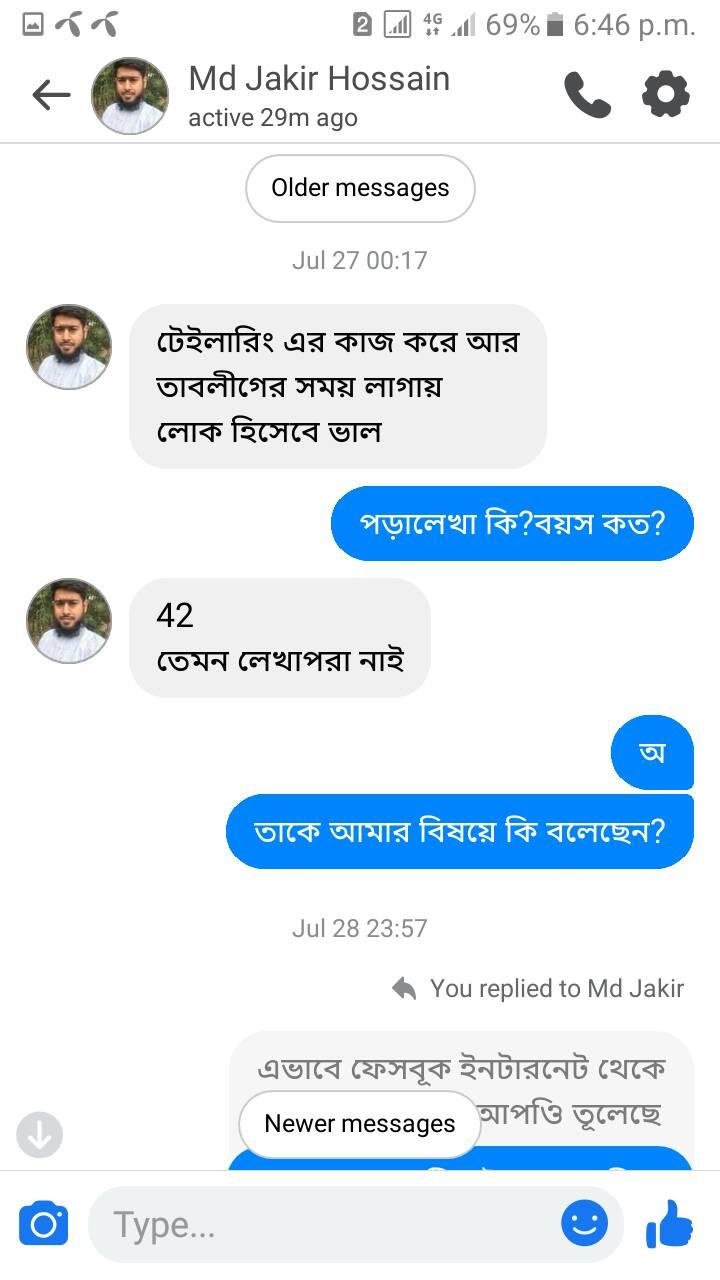 2 4G 69% 6:46 p.m.
Md Jakir Hossain
active 29m ago
Older messages
Jul 27 00:17
টেইলারিং এর কাজ করে আর
তাবলীগের সময় লাগায়
লোক হিসেবে ভাল
পড়ালেখা কি?বয়স কত?
42
তেমন লেখাপরা নাই
অ
তাকে আমার বিষয়ে কি বলেছেন?
Jul 28 23:57
You replied to Md Jakir
এভাবে ফেসবূক ইনটারনেট থেকে
আপওি তূলেছে
Newer messages
Type...